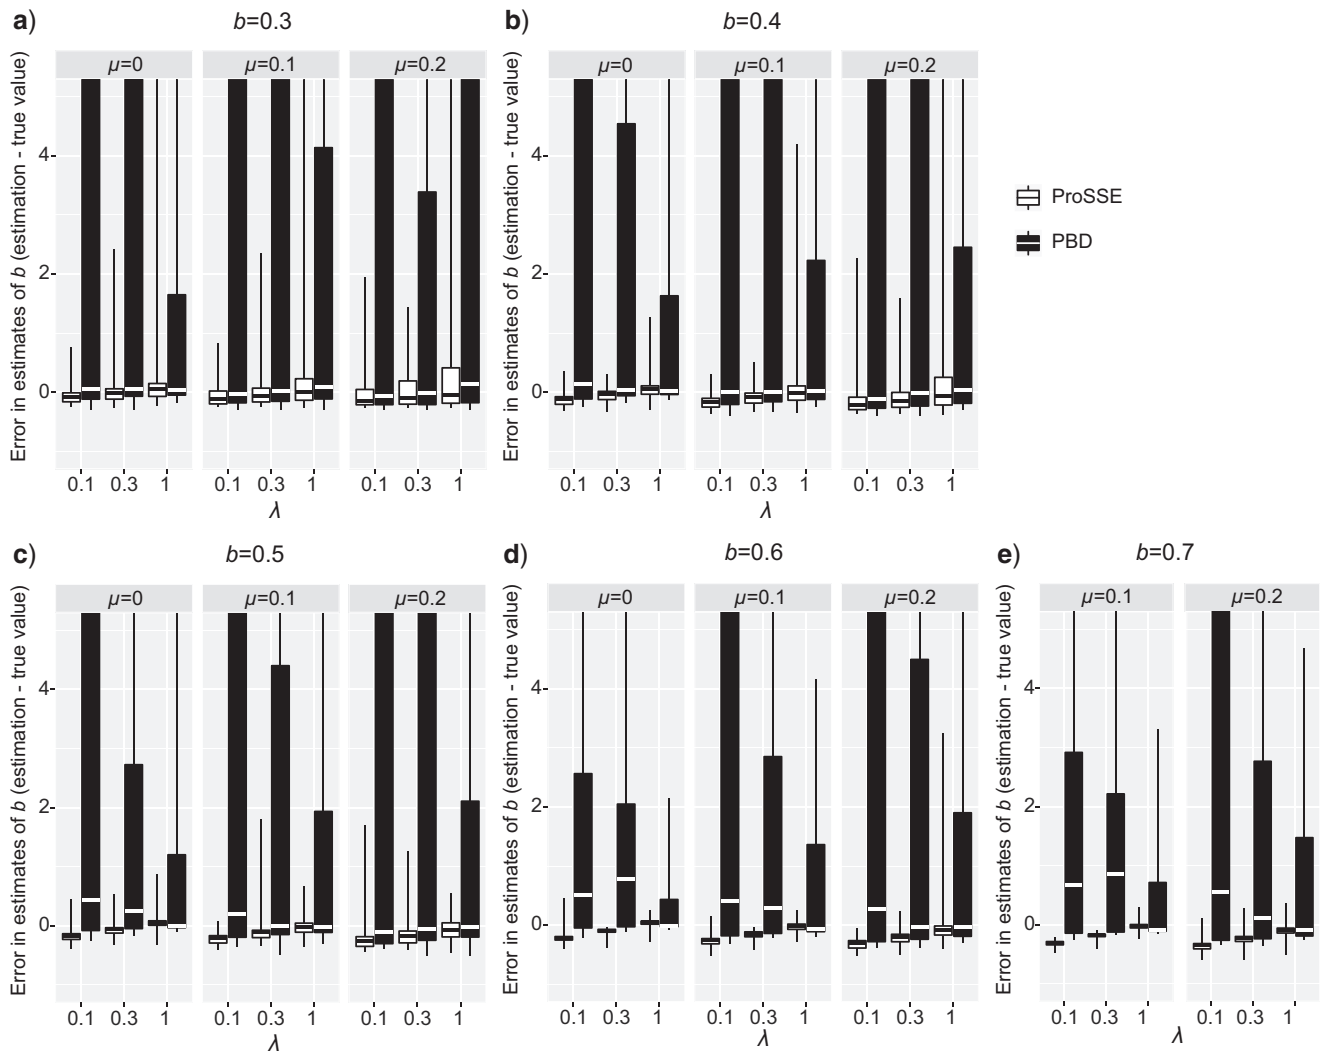 a) b=0.3
b) b=0.4
μ=0 μ=0.1 μ=0.2
μ=0 μ=0.1 μ=0.2
Error in estimates of b (estimation - true value)
4
2
0
0.1 0.3 1 0.1 0.3 1 0.1 0.3 1
λ
Error in estimates of b (estimation - true value)
4
2
0
0.1 0.3 1 0.1 0.3 1 0.1 0.3 1
λ
ProSSE
PBD
c) b=0.5
d) b=0.6
e) b=0.7
μ=0 μ=0.1 μ=0.2
μ=0 μ=0.1 μ=0.2
μ=0.1 μ=0.2
Error in estimates of b (estimation - true value)
4
2
0
0.1 0.3 1 0.1 0.3 1 0.1 0.3 1
λ
Error in estimates of b (estimation - true value)
4
2
0
0.1 0.3 1 0.1 0.3 1 0.1 0.3 1
λ
Error in estimates of b (estimation - true value)
4
2
0
0.1 0.3 1 0.1 0.3 1
λ